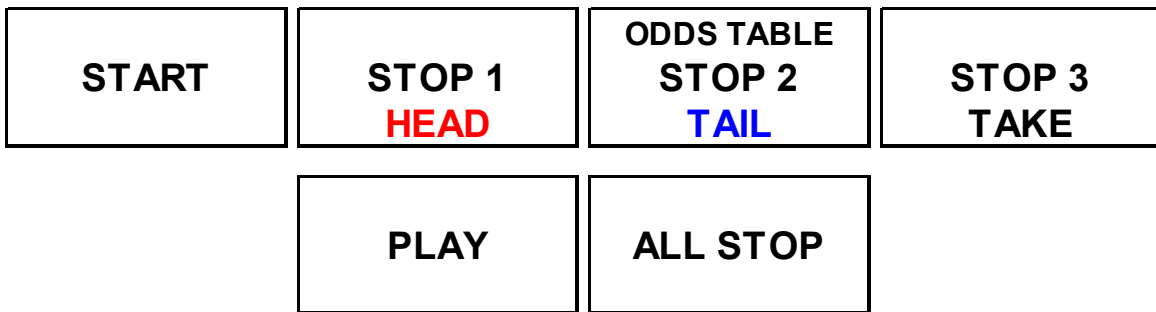 START
STOP 1
HEAD
ODDS TABLE
STOP 2
TAIL
STOP 3
TAKE
PLAY
ALL STOP